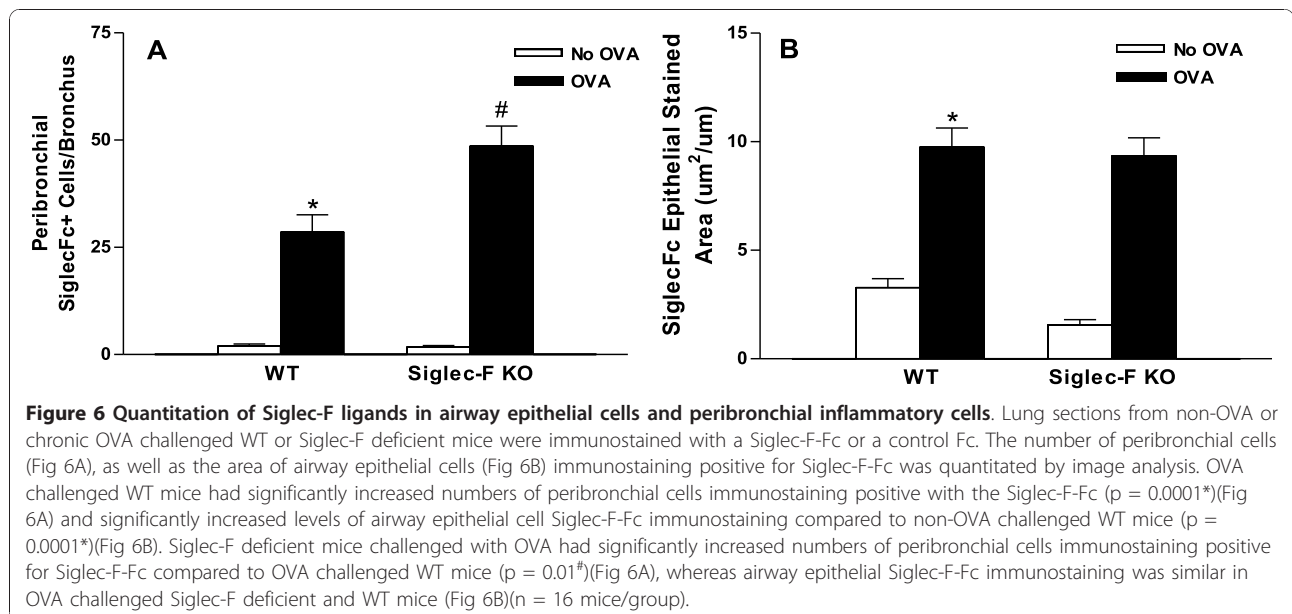 75
50
25
0
A
No OVA
OVA
*
#
Peribronchial
SiglecFc+ Cells/Bronchus
WT
Siglec-F KO
15
10
5
0
B
No OVA
OVA
*
SiglecFc Epithelial Stained
Area (um²/um)
WT
Siglec-F KO
Figure 6 Quantitation of Siglec-F ligands in airway epithelial cells and peribronchial inflammatory cells. Lung sections from non-OVA or
chronic OVA challenged WT or Siglec-F deficient mice were immunostained with a Siglec-F-Fc or a control Fc. The number of peribronchial cells
(Fig 6A), as well as the area of airway epithelial cells (Fig 6B) immunostaining positive for Siglec-F-Fc was quantitated by image analysis. OVA
challenged WT mice had significantly increased numbers of peribronchial cells immunostaining positive with the Siglec-F-Fc (p = 0.0001*)(Fig
6A) and significantly increased levels of airway epithelial cell Siglec-F-Fc immunostaining compared to non-OVA challenged WT mice (p =
0.0001*)(Fig 6B). Siglec-F deficient mice challenged with OVA had significantly increased numbers of peribronchial cells immunostaining positive
for Siglec-F-Fc compared to OVA challenged WT mice (p = 0.01#)(Fig 6A), whereas airway epithelial Siglec-F-Fc immunostaining was similar in
OVA challenged Siglec-F deficient and WT mice (Fig 6B)(n = 16 mice/group).